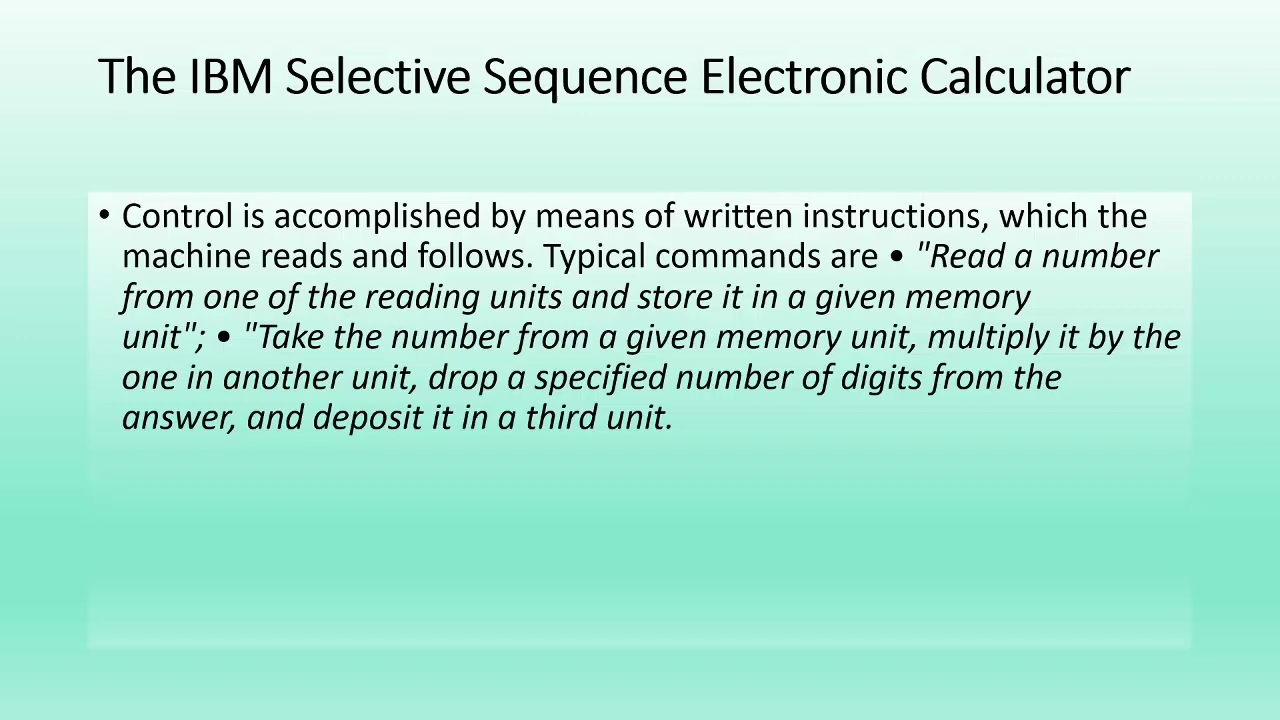 The IBM Selective Sequence Electronic Calculator
• Control is accomplished by means of written instructions, which the
machine reads and follows. Typical commands are • "Read a number
from one of the reading units and store it in a given memory
unit"; • "Take the number from a given memory unit, multiply it by the
one in another unit, drop a specified number of digits from the
answer, and deposit it in a third unit.